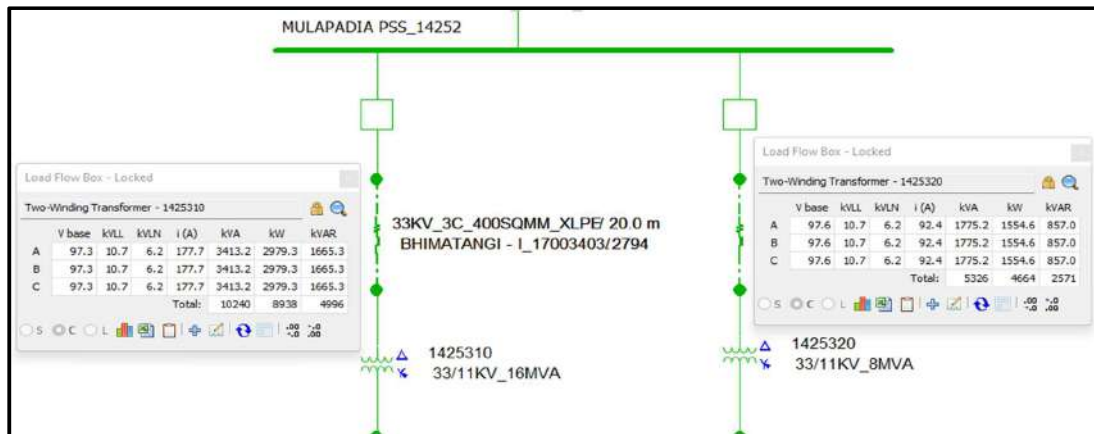 MULAPADIA PSS_14252
Load Flow Box - Locked
Two-Winding Transformer - 1425310
V base kVLL kVLN i (A) kVA kW kVAR
A 97.3 10.7 6.2 177.7 3413.2 2979.3 1665.3
B 97.3 10.7 6.2 177.7 3413.2 2979.3 1665.3
C 97.3 10.7 6.2 177.7 3413.2 2979.3 1665.3
Total: 10240 8938 4996
S C L
33KV_3C_400SQMM_XLPE/ 20.0 m
BHIMATANGI - I_17003403/2794
Load Flow Box - Locked
Two-Winding Transformer - 1425320
V base kVLL kVLN i (A) kVA kW kVAR
A 97.6 10.7 6.2 92.4 1775.2 1554.6 857.0
B 97.6 10.7 6.2 92.4 1775.2 1554.6 857.0
C 97.6 10.7 6.2 92.4 1775.2 1554.6 857.0
Total: 5326 4664 2571
S C L
1425310
33/11KV_16MVA
1425320
33/11KV_8MVA